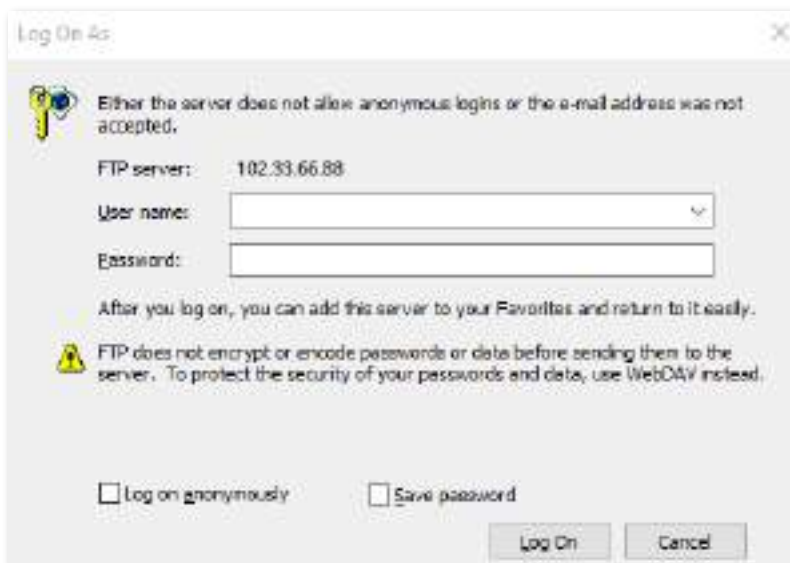 Log On As
Either the server does not allow anonymous logins or the e-mail address was not
accepted.
FTP server: 102.33.66.88
User name:
Password:
After you log on, you can add this server to your Favorites and return to it easily.
FTP does not encrypt or encode passwords or data before sending them to the
server. To protect the security of your passwords and data, use WebDAV instead.
Log on anonymously Save password
Log On Cancel